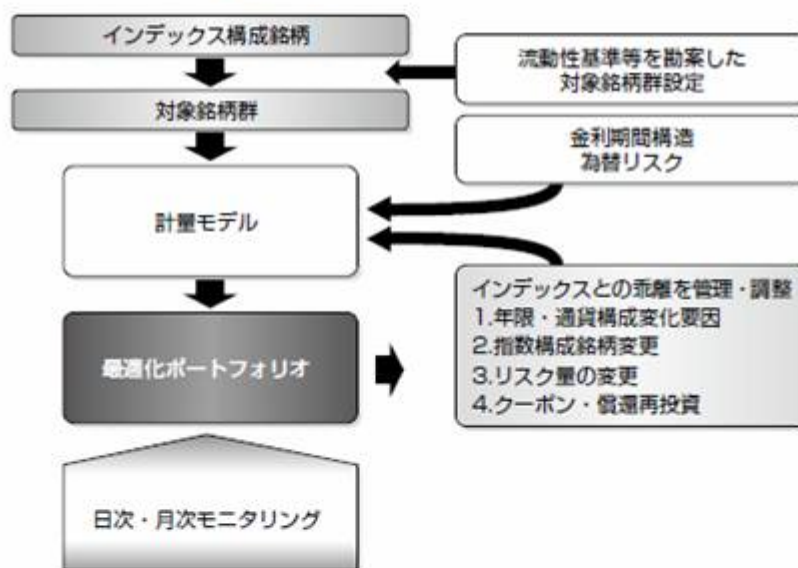 インデックス構成銘柄
流動性基準等を勘案した
対象銘柄群設定
対象銘柄群
金利期間構造
為替リスク
計量モデル
インデックスとの乖離を管理・調整
1.年限・通貨構成変化要因
2.指数構成銘柄変更
3.リスク量の変更
4.クーポン・償還再投資
最適化ポートフォリオ
日次・月次モニタリング